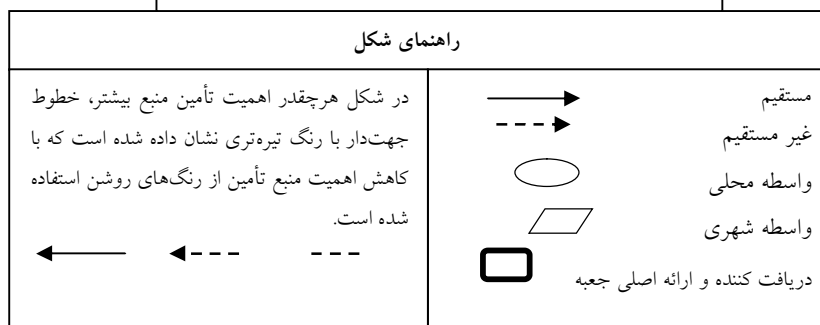 راهنمای شکل
مستقیم
غیر مستقیم
واسطه محلی
واسطه شهری
دریافت کننده و ارائه اصلی جعبه
در شکل هرچقدر اهمیت تأمین منبع بیشتر، خطوط
جهت‌دار با رنگ تیره‌تری نشان داده شده است که با
کاهش اهمیت منبع تأمین از رنگ‌های روشن استفاده
شده است.